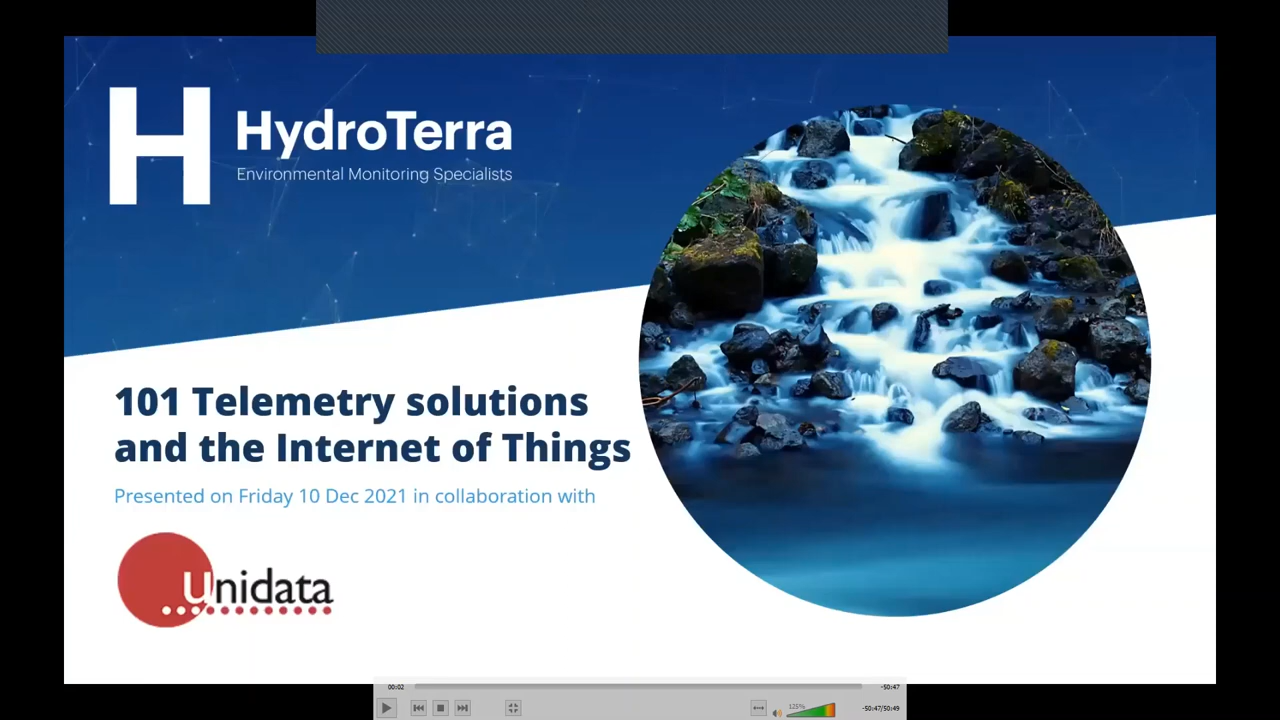 H HydroTerra
Environmental Monitoring Specialists
101 Telemetry solutions
and the Internet of Things
Presented on Friday 10 Dec 2021 in collaboration with
Unidata
00:02
-50:47
125%
-50:47/50:49